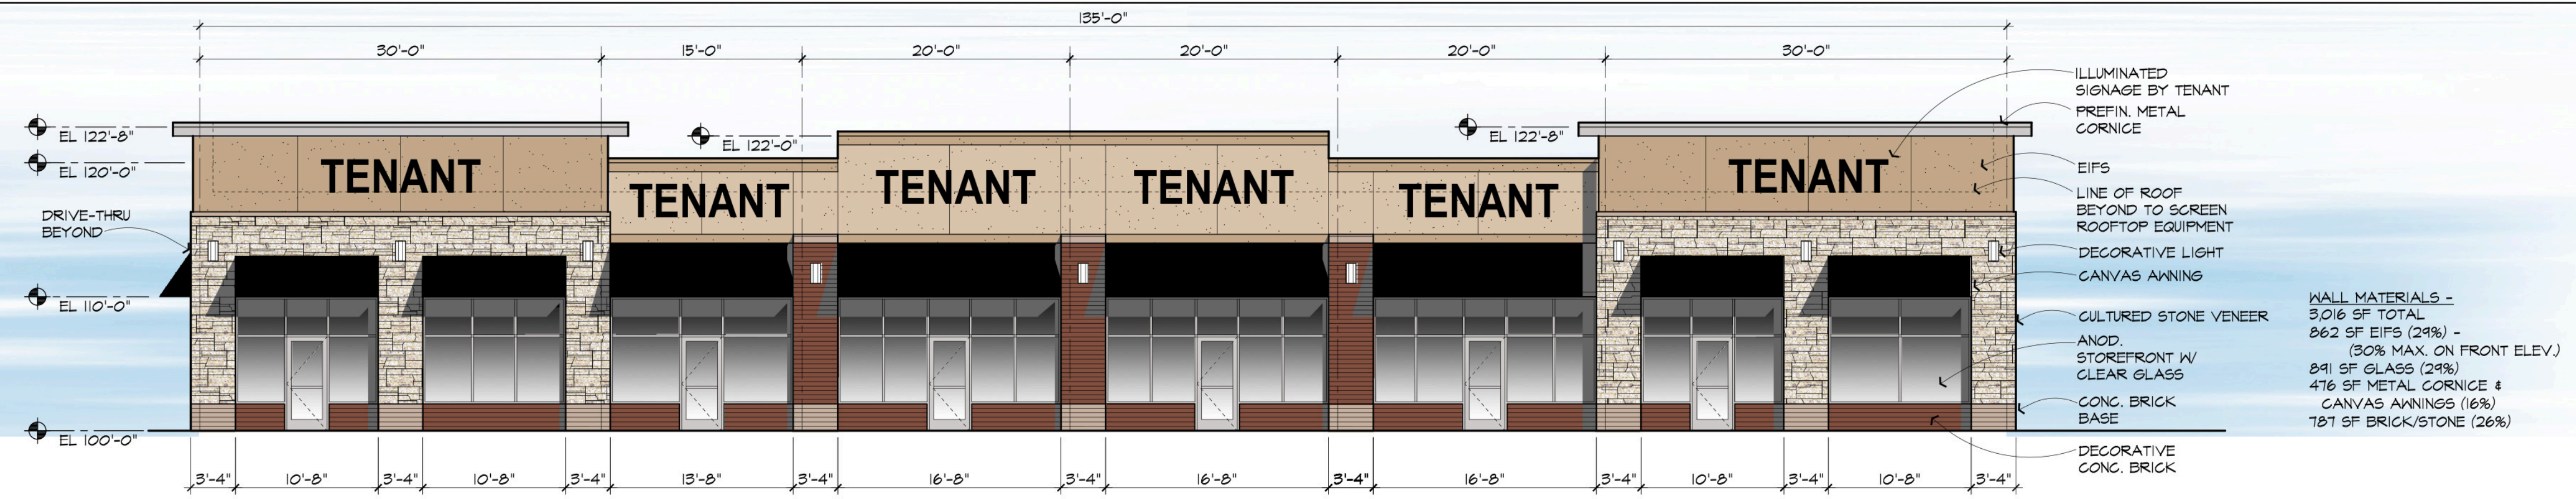 135'-0"
30'-0" 15'-0" 20'-0" 20'-0" 20'-0" 30'-0"
EL 122'-8"
EL 120'-0"
DRIVE-THRU
BEYOND
EL 110'-0"
EL 100'-0"
EL 122'-0"
EL 122'-8"
TENANT TENANT TENANT TENANT TENANT TENANT
ILLUMINATED
SIGNAGE BY TENANT
PREFIN. METAL
CORNICE
EIFS
LINE OF ROOF
BEYOND TO SCREEN
ROOFTOP EQUIPMENT
DECORATIVE LIGHT
CANVAS AWNING
CULTURED STONE VENEER
ANOD.
STOREFRONT W/
CLEAR GLASS
CONC. BRICK
BASE
DECORATIVE
CONC. BRICK
WALL MATERIALS -
3,016 SF TOTAL
862 SF EIFS (29%) -
(30% MAX. ON FRONT ELEV.)
891 SF GLASS (29%)
476 SF METAL CORNICE &
CANVAS AWNINGS (16%)
787 SF BRICK/STONE (26%)
3'-4" 10'-8" 3'-4" 10'-8" 3'-4" 13'-8" 3'-4" 16'-8" 3'-4" 16'-8" 3'-4" 16'-8" 3'-4" 10'-8" 3'-4" 10'-8" 3'-4"